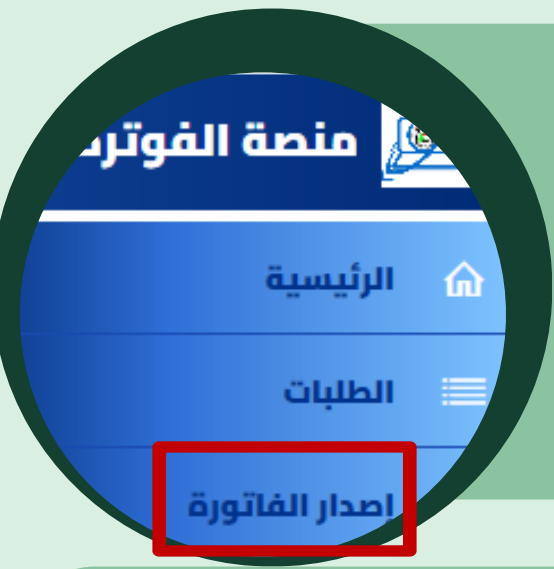 منصة الفوتر
الرئيسية
الطلبات
إصدار الفاتورة